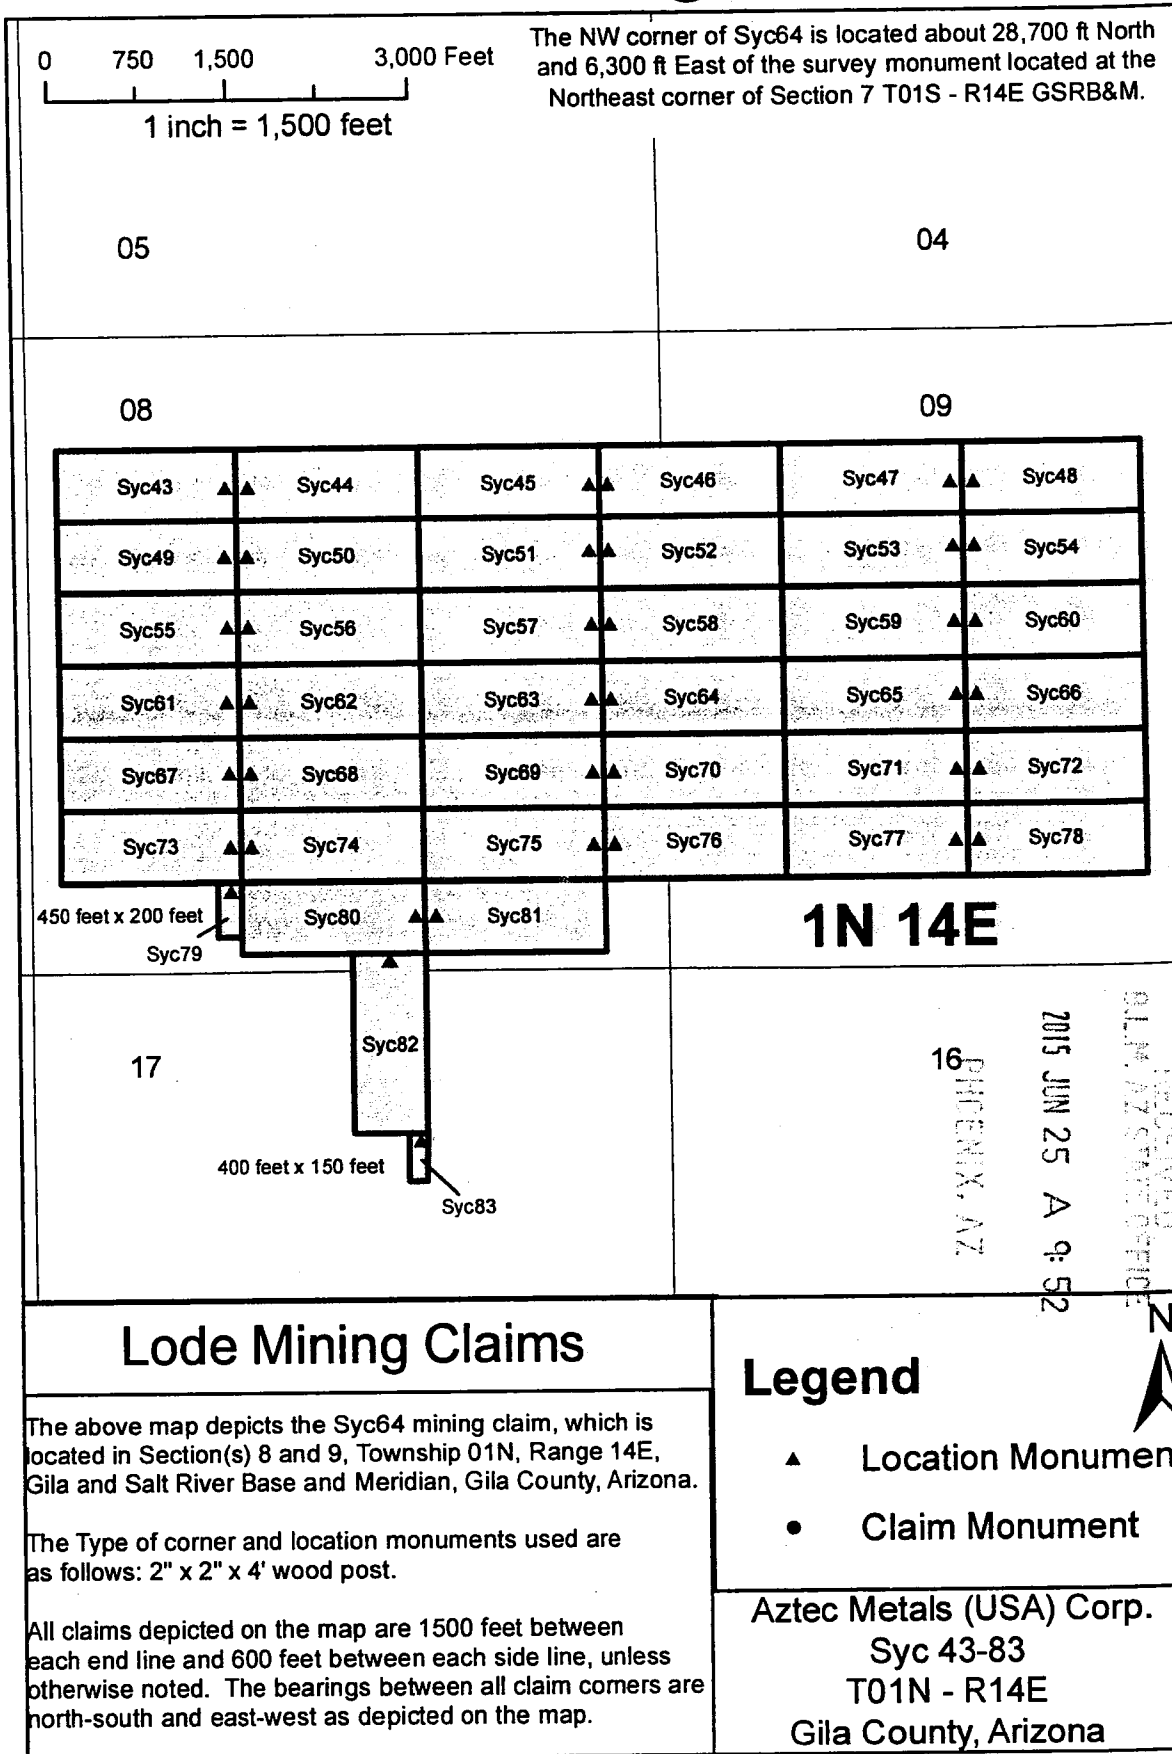 The NW corner of Syc64 is located about 28,700 ft North
and 6,300 ft East of the survey monument located at the
Northeast corner of Section 7 T01S - R14E GSRB&M.
0 750 1,500 3,000 Feet
1 inch = 1,500 feet
05 04
08 09
Syc43 Syc44 Syc45 Syc46 Syc47 Syc48
Syc49 Syc50 Syc51 Syc52 Syc53 Syc54
Syc55 Syc56 Syc57 Syc58 Syc59 Syc60
Syc61 Syc62 Syc63 Syc64 Syc65 Syc66
Syc67 Syc68 Syc69 Syc70 Syc71 Syc72
Syc73 Syc74 Syc75 Syc76 Syc77 Syc78
450 feet x 200 feet Syc80 Syc81
Syc79
1N 14E
Syc82
17 16
400 feet x 150 feet
Syc83
B.L.M. AZ STATE OFFICE
2015 JUN 25 A 9:52
PHOENIX, AZ
N
Lode Mining Claims
The above map depicts the Syc64 mining claim, which is
located in Section(s) 8 and 9, Township 01N, Range 14E,
Gila and Salt River Base and Meridian, Gila County, Arizona.
The Type of corner and location monuments used are
as follows: 2" x 2" x 4' wood post.
All claims depicted on the map are 1500 feet between
each end line and 600 feet between each side line, unless
otherwise noted. The bearings between all claim corners are
north-south and east-west as depicted on the map.
Legend
Location Monumen
Claim Monument
Aztec Metals (USA) Corp.
Syc 43-83
T01N - R14E
Gila County, Arizona